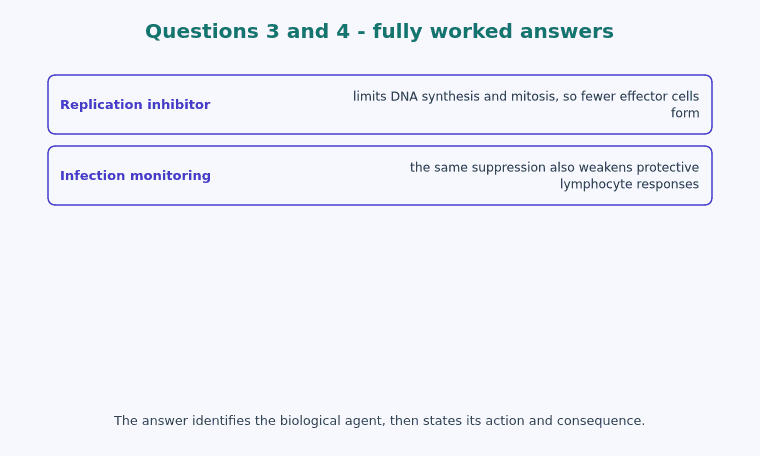 Questions 3 and 4 - fully worked answers
Replication inhibitor
limits DNA synthesis and mitosis, so fewer effector cells
form
Infection monitoring
the same suppression also weakens protective
lymphocyte responses
The answer identifies the biological agent, then states its action and consequence.